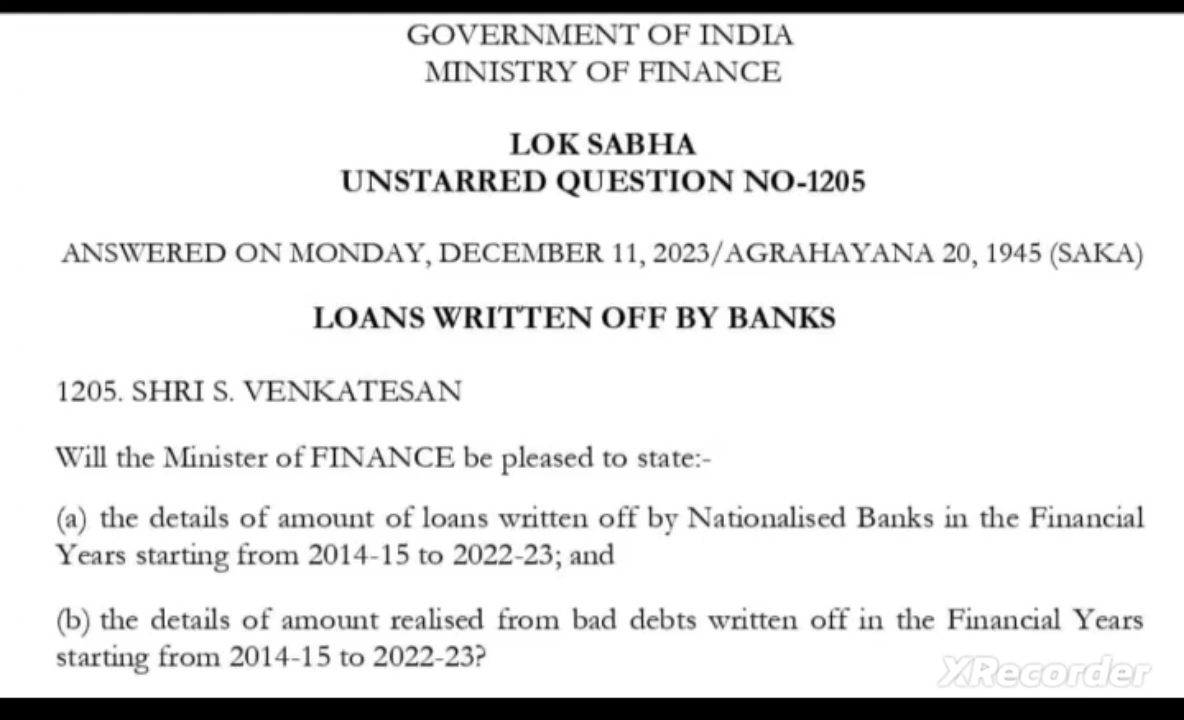 GOVERNMENT OF INDIA
MINISTRY OF FINANCE
LOK SABHA
UNSTARRED QUESTION NO-1205
ANSWERED ON MONDAY, DECEMBER 11, 2023/AGRAHAYANA 20, 1945 (SAKA)
LOANS WRITTEN OFF BY BANKS
1205. SHRI S. VENKATESAN
Will the Minister of FINANCE be pleased to state:-
(a) the details of amount of loans written off by Nationalised Banks in the Financial
Years starting from 2014-15 to 2022-23; and
(b) the details of amount realised from bad debts written off in the Financial Years
starting from 2014-15 to 2022-23?
XRecorder